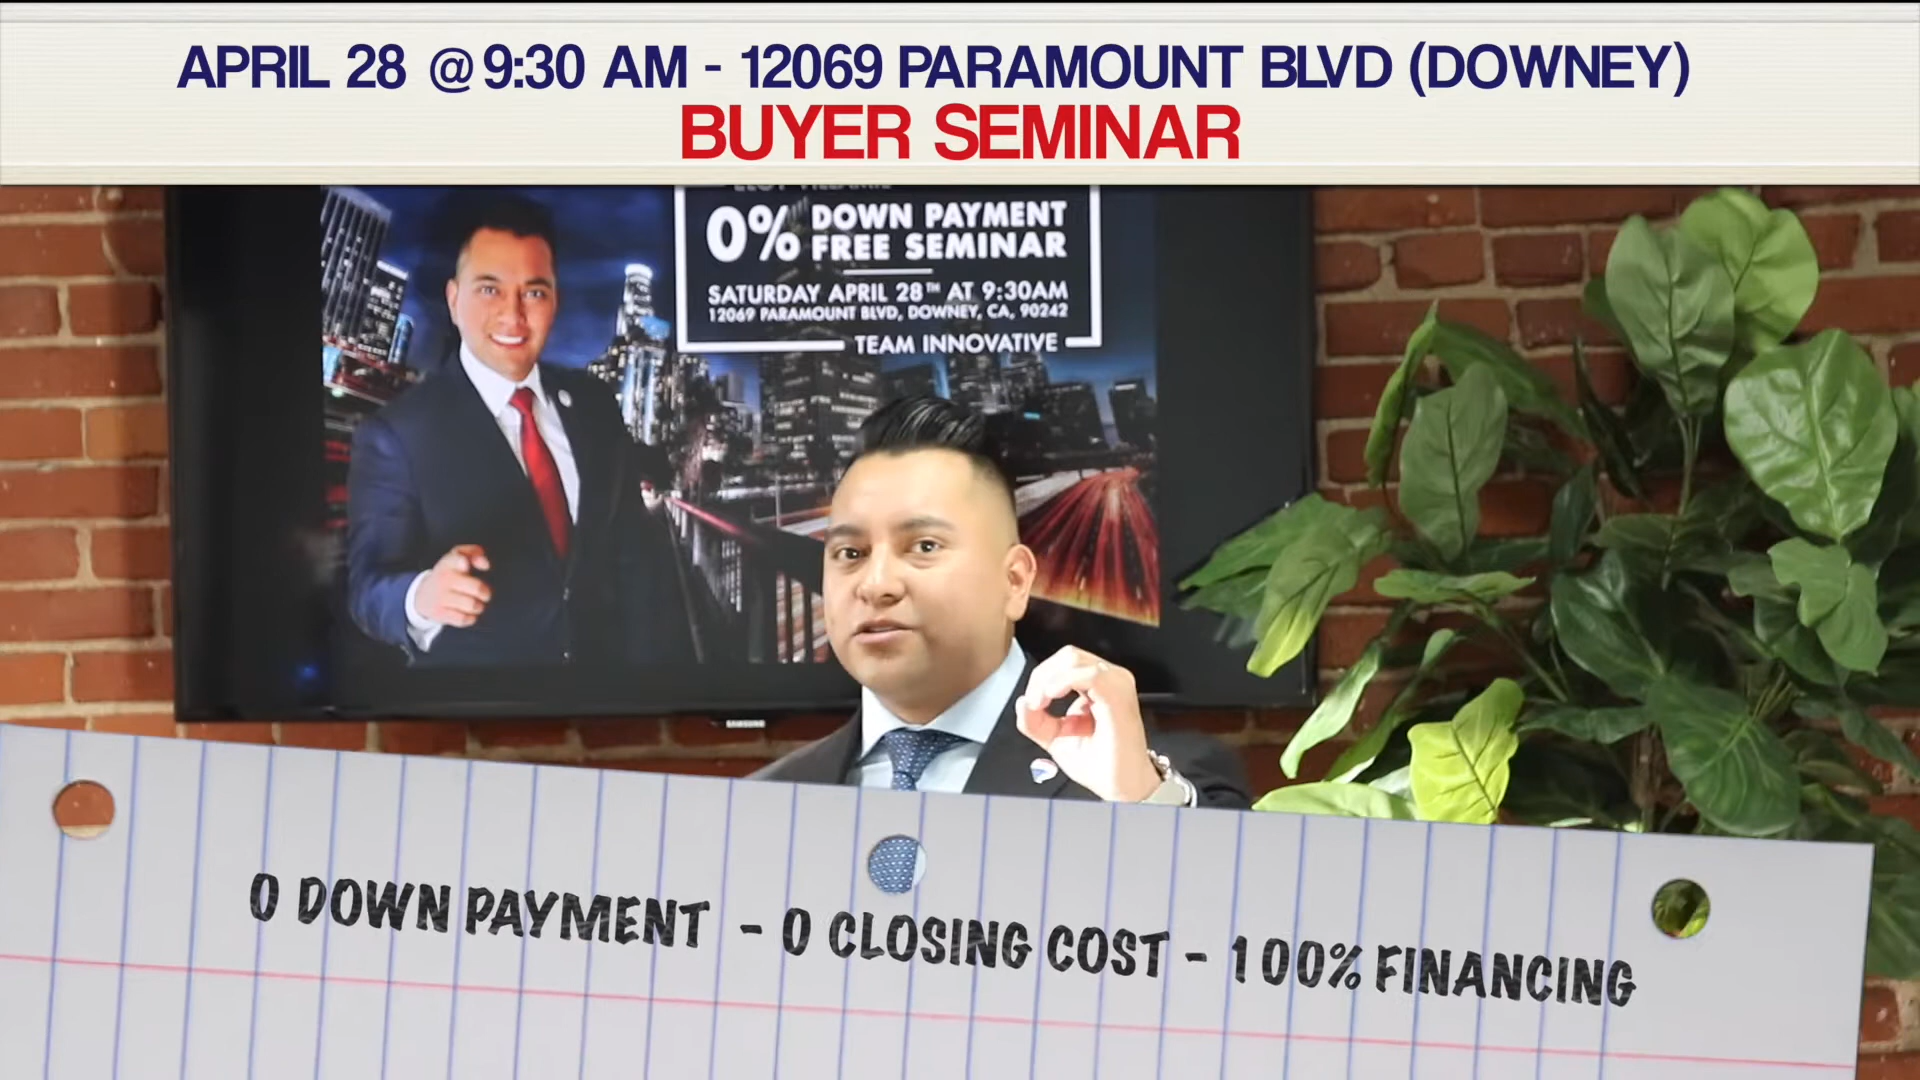 APRIL 28 @ 9:30 AM - 12069 PARAMOUNT BLVD (DOWNEY)
BUYER SEMINAR
0% DOWN PAYMENT
FREE SEMINAR
SATURDAY APRIL 28TH AT 9:30AM
12069 PARAMOUNT BLVD, DOWNEY, CA, 90242
TEAM INNOVATIVE
SAMSUNG
0 DOWN PAYMENT - 0 CLOSING COST - 100% FINANCING